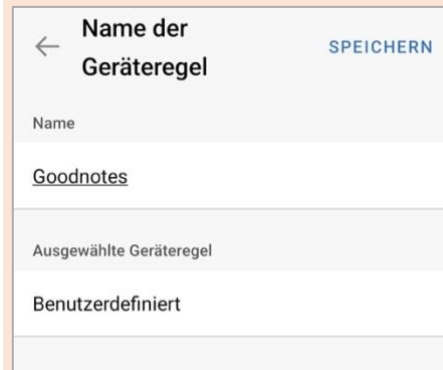 Name der
Geräteregel
SPEICHERN
Name
Goodnotes
Ausgewählte Geräteregel
Benutzerdefiniert